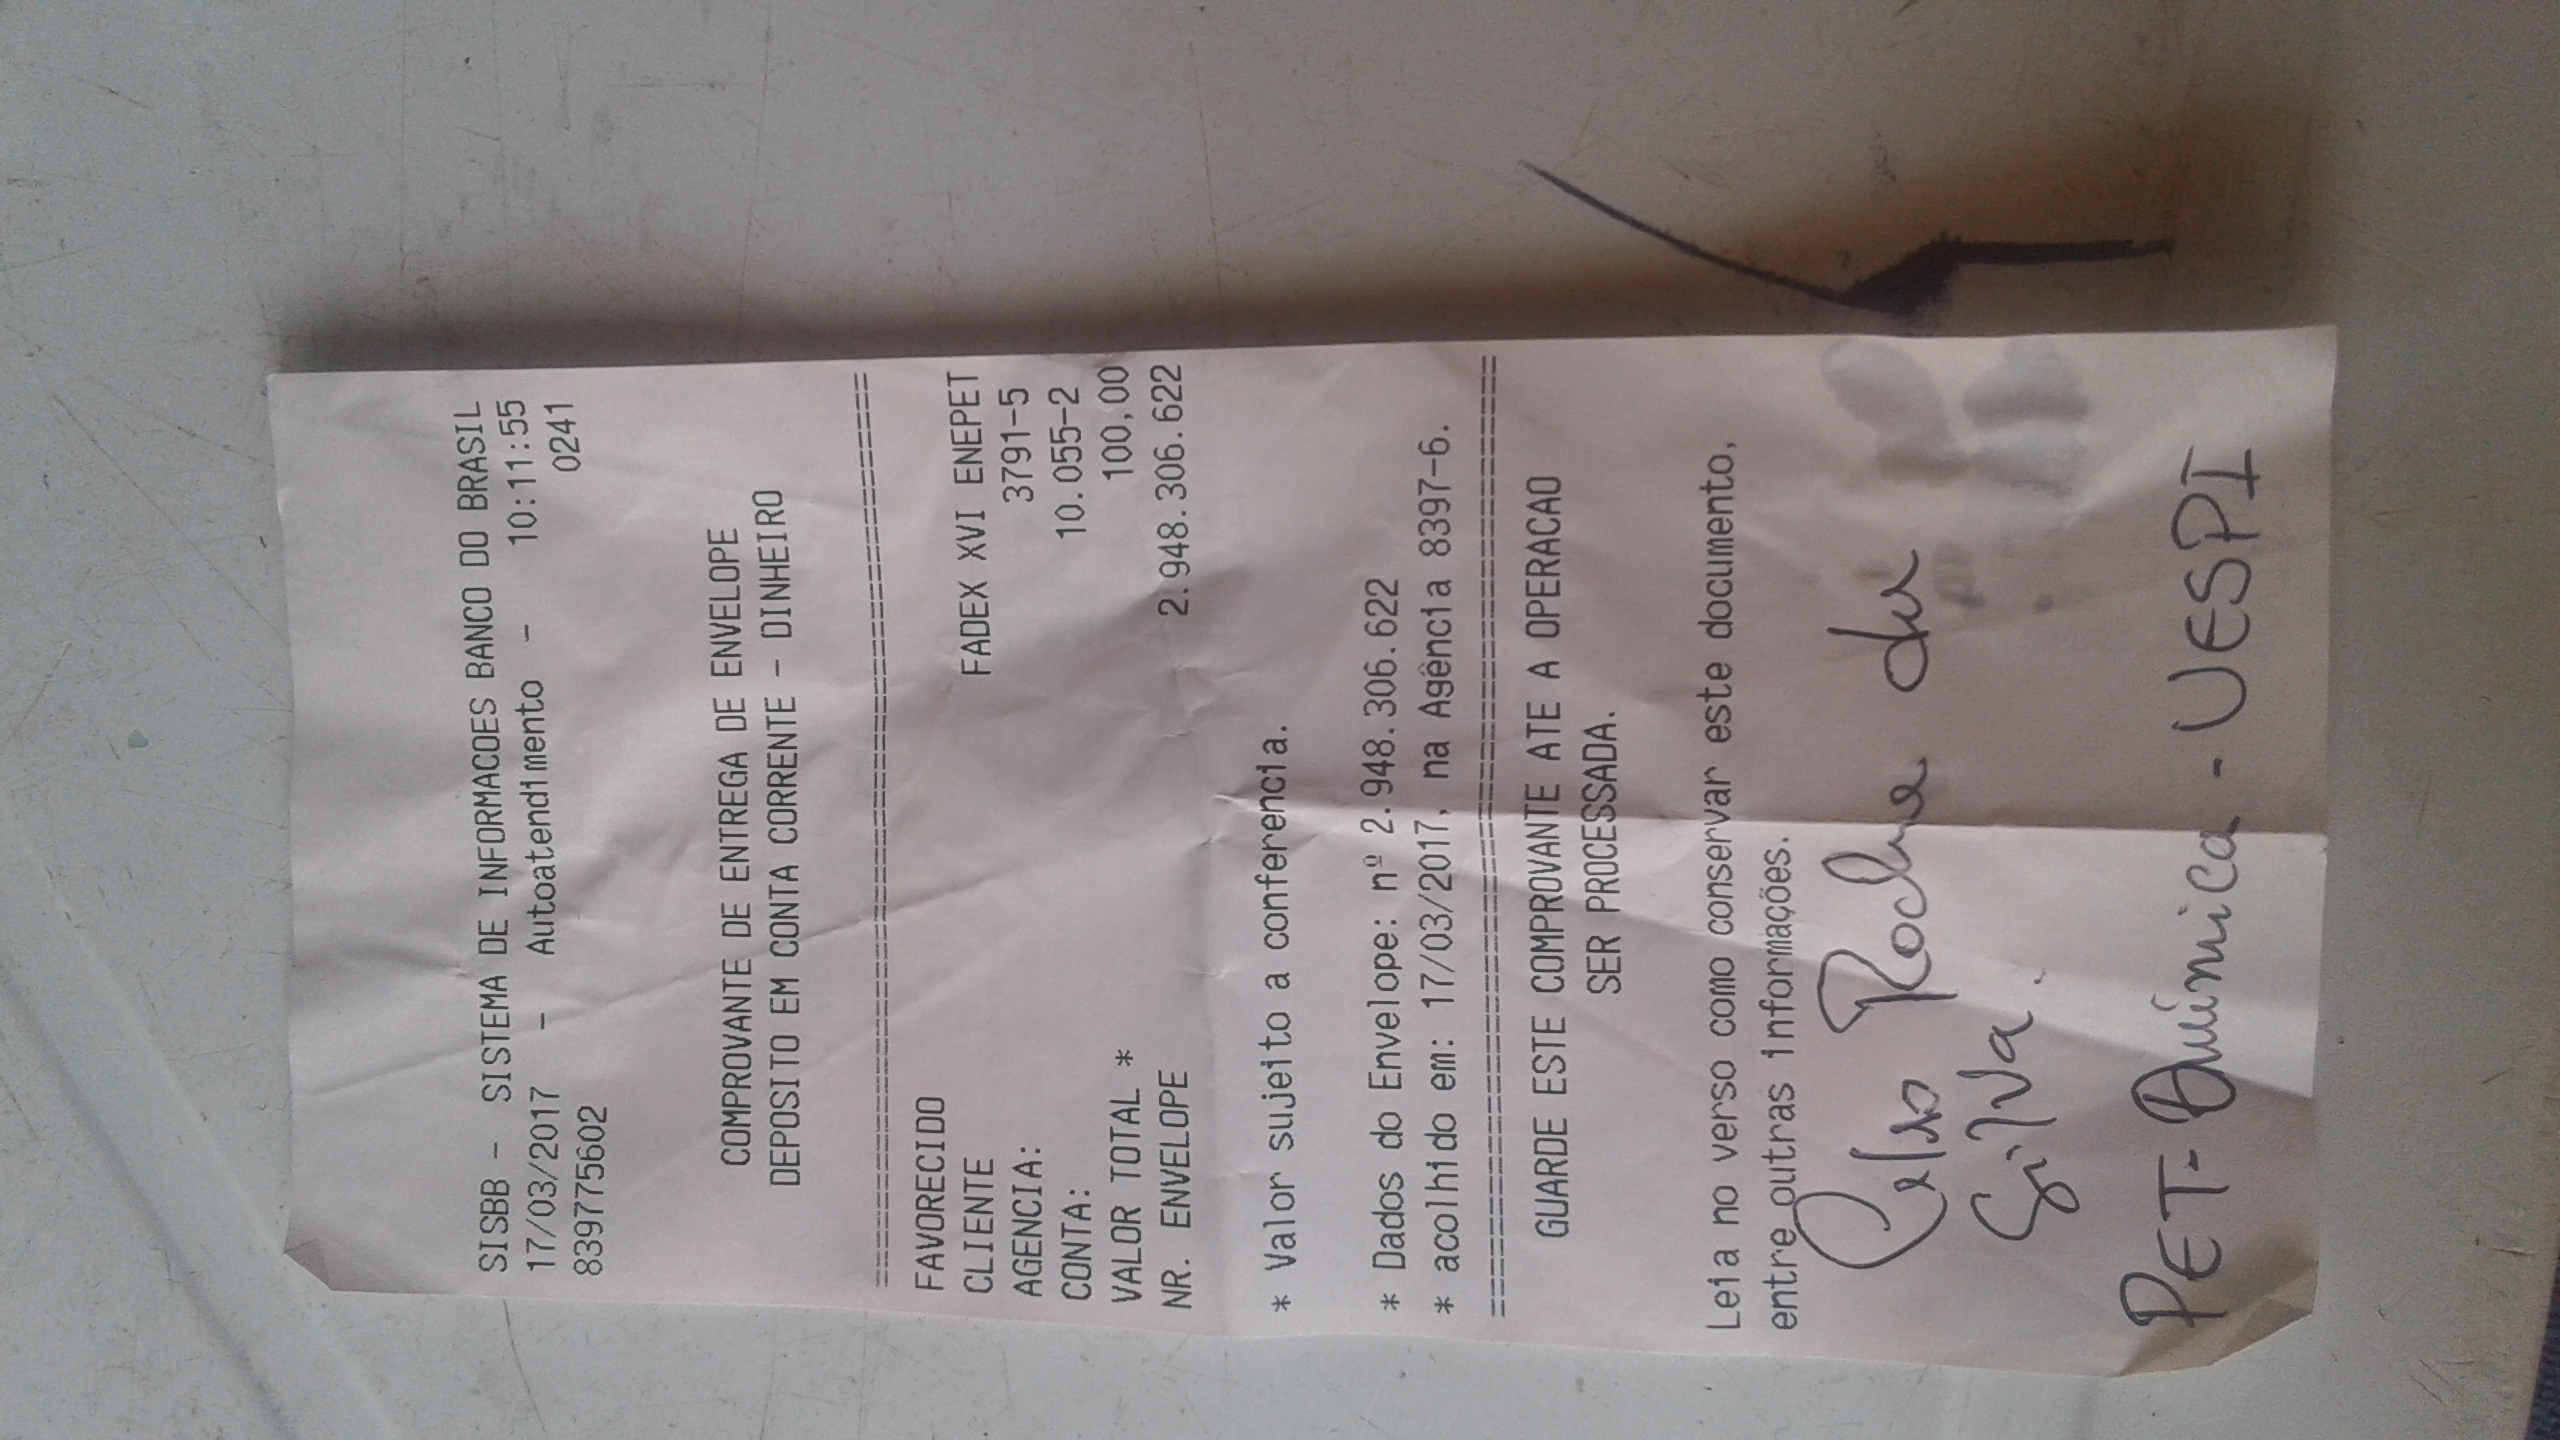 SISBB - SISTEMA DE INFORMACOES BANCO DO BRASIL
17/03/2017 - Autoatendimento - 10:11:55
839775602 0241
COMPROVANTE DE ENTREGA DE ENVELOPE
DEPOSITO EM CONTA CORRENTE - DINHEIRO
FAVORECIDO
CLIENTE FADEX XVI ENEPET
AGENCIA: 3791-5
CONTA: 10.055-2
VALOR TOTAL * 100,00
NR. ENVELOPE 2.948.306.622
* Valor sujeito a conferencia.
* Dados do Envelope: nº 2.948.306.622
* acolhido em: 17/03/2017, na Agência 8397-6.
GUARDE ESTE COMPROVANTE ATE A OPERACAO
SER PROCESSADA.
Leia no verso como conservar este documento,
entre outras informações.
Celso Rocha da
Silva.
PET-Química-UESPI